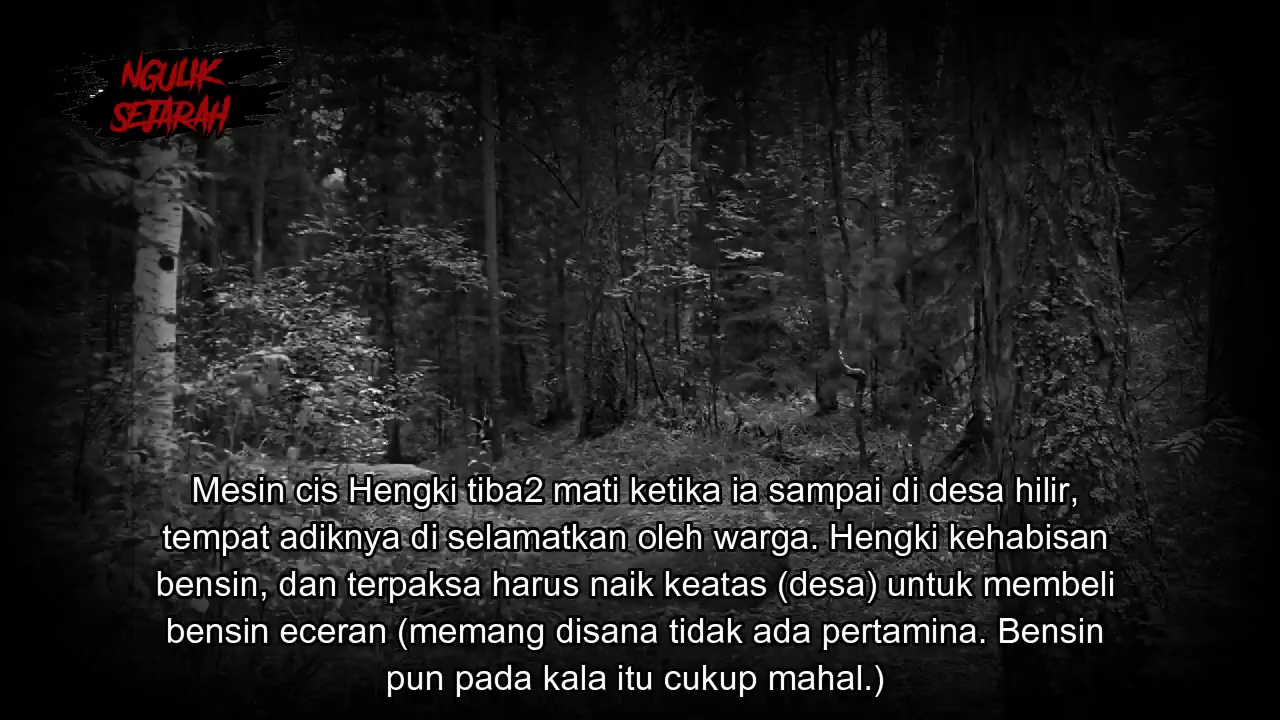 NGULIK
SEJARAH
Mesin cis Hengki tiba2 mati ketika ia sampai di desa hilir,
tempat adiknya di selamatkan oleh warga. Hengki kehabisan
bensin, dan terpaksa harus naik keatas (desa) untuk membeli
bensin eceran (memang disana tidak ada pertamina. Bensin
pun pada kala itu cukup mahal.)